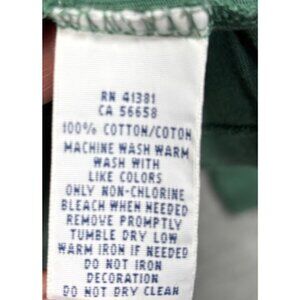 RN 41381
CA 56658
100% COTTON/COTON
MACHINE WASH WARM
WASH WITH
LIKE COLORS
ONLY NON-CHLORINE
BLEACH WHEN NEEDED
REMOVE PROMPTLY
TUMBLE DRY LOW
WARM IRON IF NEEDED
DO NOT IRON
DECORATION
DO NOT DRY CLEAN